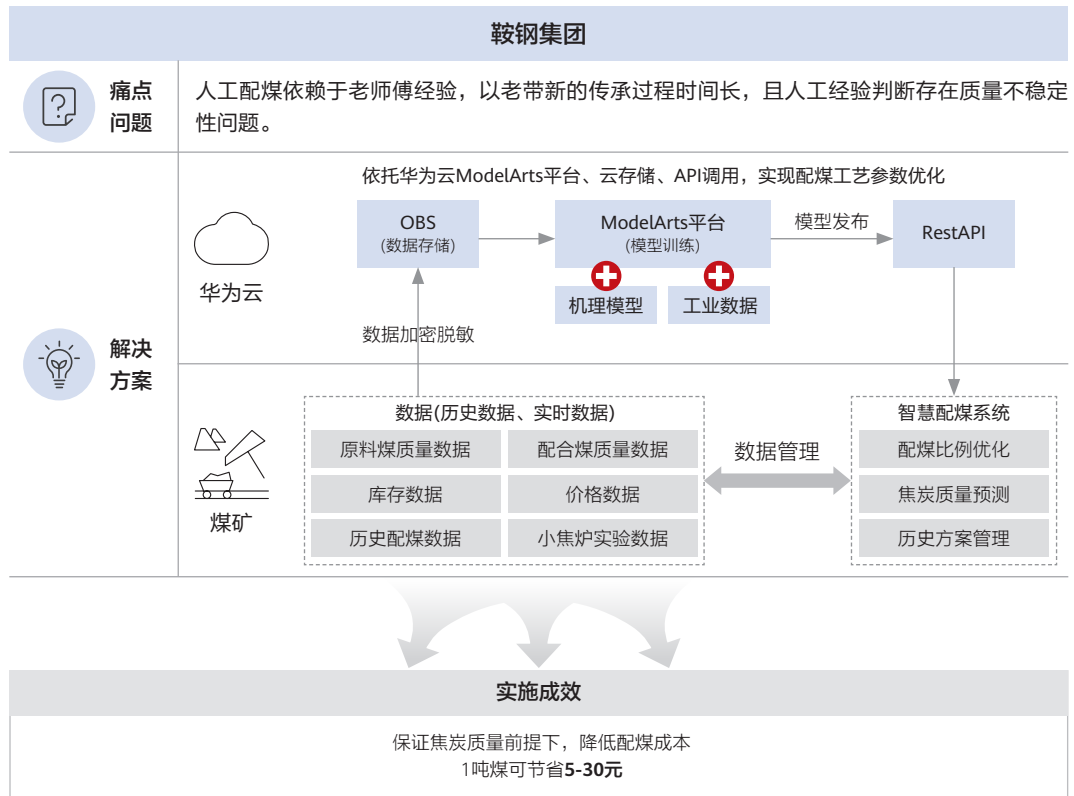 鞍钢集团
痛点
问题
人工配煤依赖于老师傅经验，以老带新的传承过程时间长，且人工经验判断存在质量不稳定
性问题。
解决
方案
依托华为云ModelArts平台、云存储、API调用，实现配煤工艺参数优化
华为云
OBS
(数据存储)
ModelArts平台
(模型训练)
模型发布
RestAPI
机理模型
工业数据
数据加密脱敏
煤矿
数据(历史数据、实时数据)
原料煤质量数据
配合煤质量数据
库存数据
价格数据
历史配煤数据
小焦炉实验数据
数据管理
智慧配煤系统
配煤比例优化
焦炭质量预测
历史方案管理
实施成效
保证焦炭质量前提下，降低配煤成本
1吨煤可节省5-30元